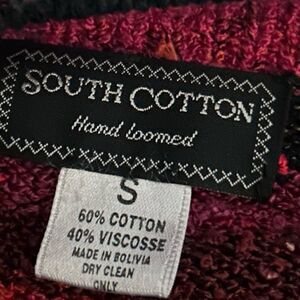 SOUTH COTTON
Hand loomed
S
60% COTTON
40% VISCOSSE
MADE IN BOLIVIA
DRY CLEAN
ONLY